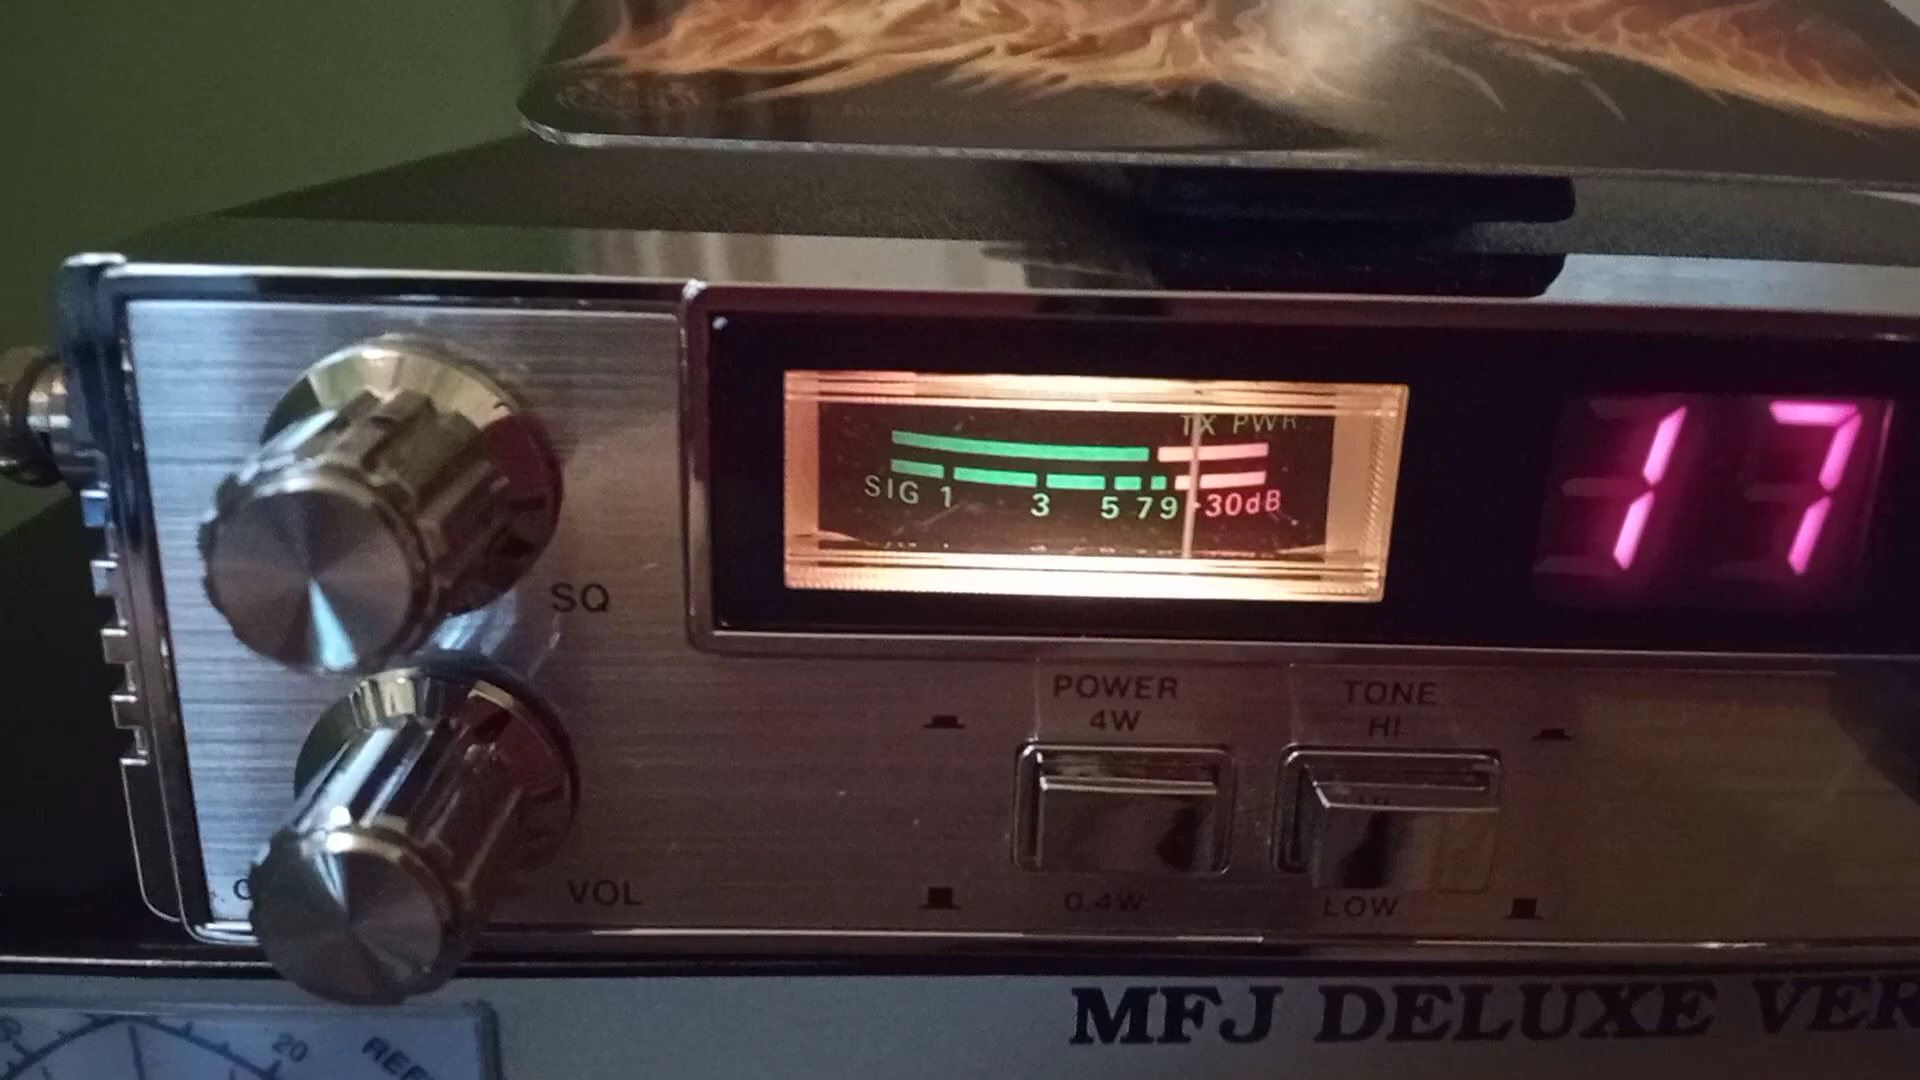 TX PWR
SIG 1 3 5 7 9 +30dB
17
SQ
POWER
4W
TONE
HI
VOL
0.4W
LOW
MFJ DELUXE VER
20
REF